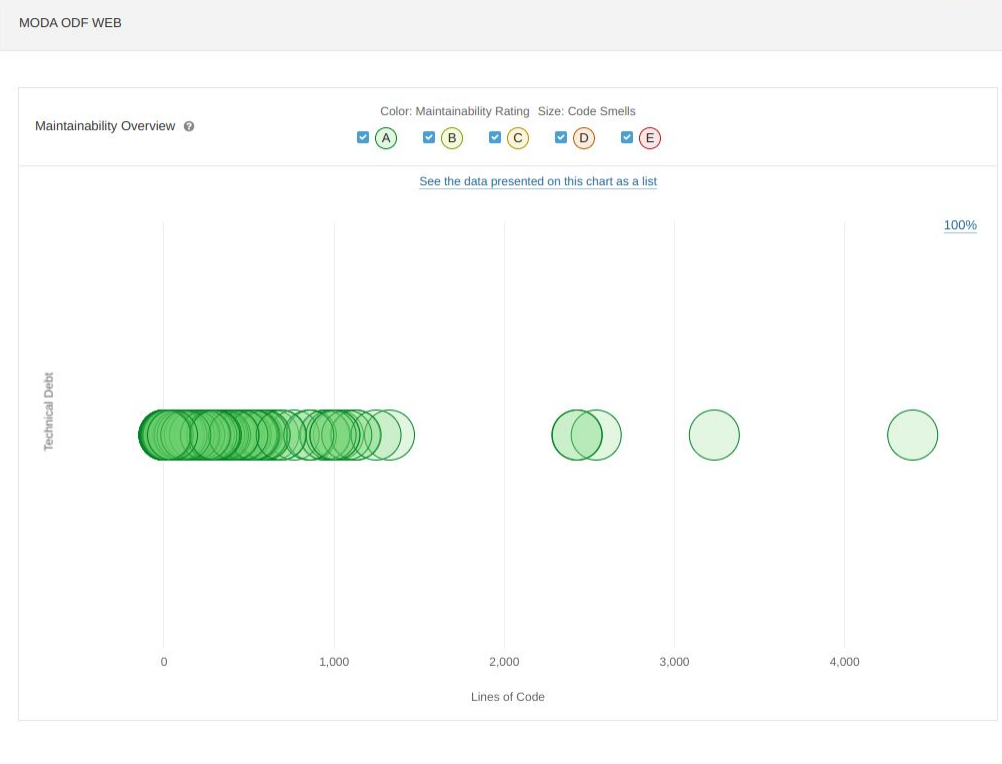 MODA ODF WEB
Color: Maintainability Rating Size: Code Smells
Maintainability Overview ?
A B C D E
See the data presented on this chart as a list
100%
Technical Debt
0 1,000 2,000 3,000 4,000
Lines of Code